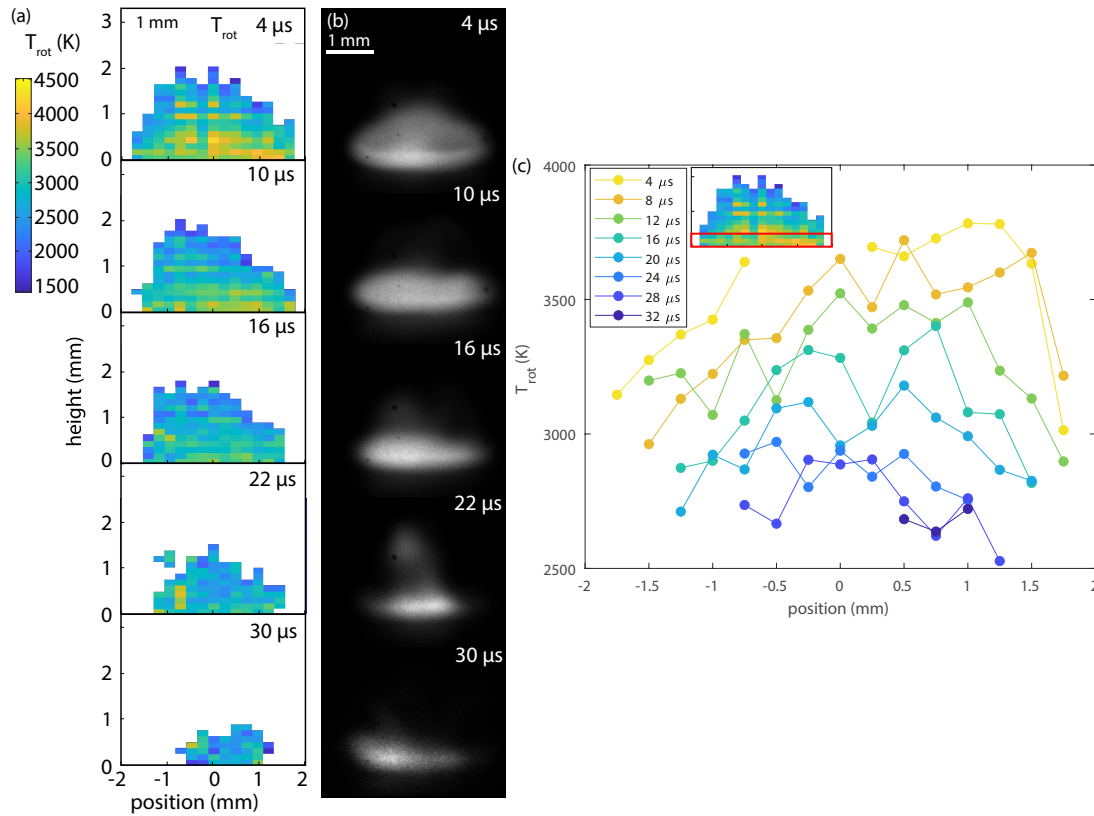 (a)
1 mm T_rot 4 µs
T_rot (K)
4500
4000
3500
3000
2500
2000
1500
3
2
1
0
10 µs
2
1
0
16 µs
2
1
0
22 µs
2
1
0
30 µs
2
1
0
-2 -1 0 1 2
position (mm)
height (mm)
(b)
4 µs
1 mm
10 µs
16 µs
22 µs
30 µs
(c)
4000
3500
3000
2500
T_rot (K)
4 µs
8 µs
12 µs
16 µs
20 µs
24 µs
28 µs
32 µs
-2 -1.5 -1 -0.5 0 0.5 1 1.5 2
position (mm)